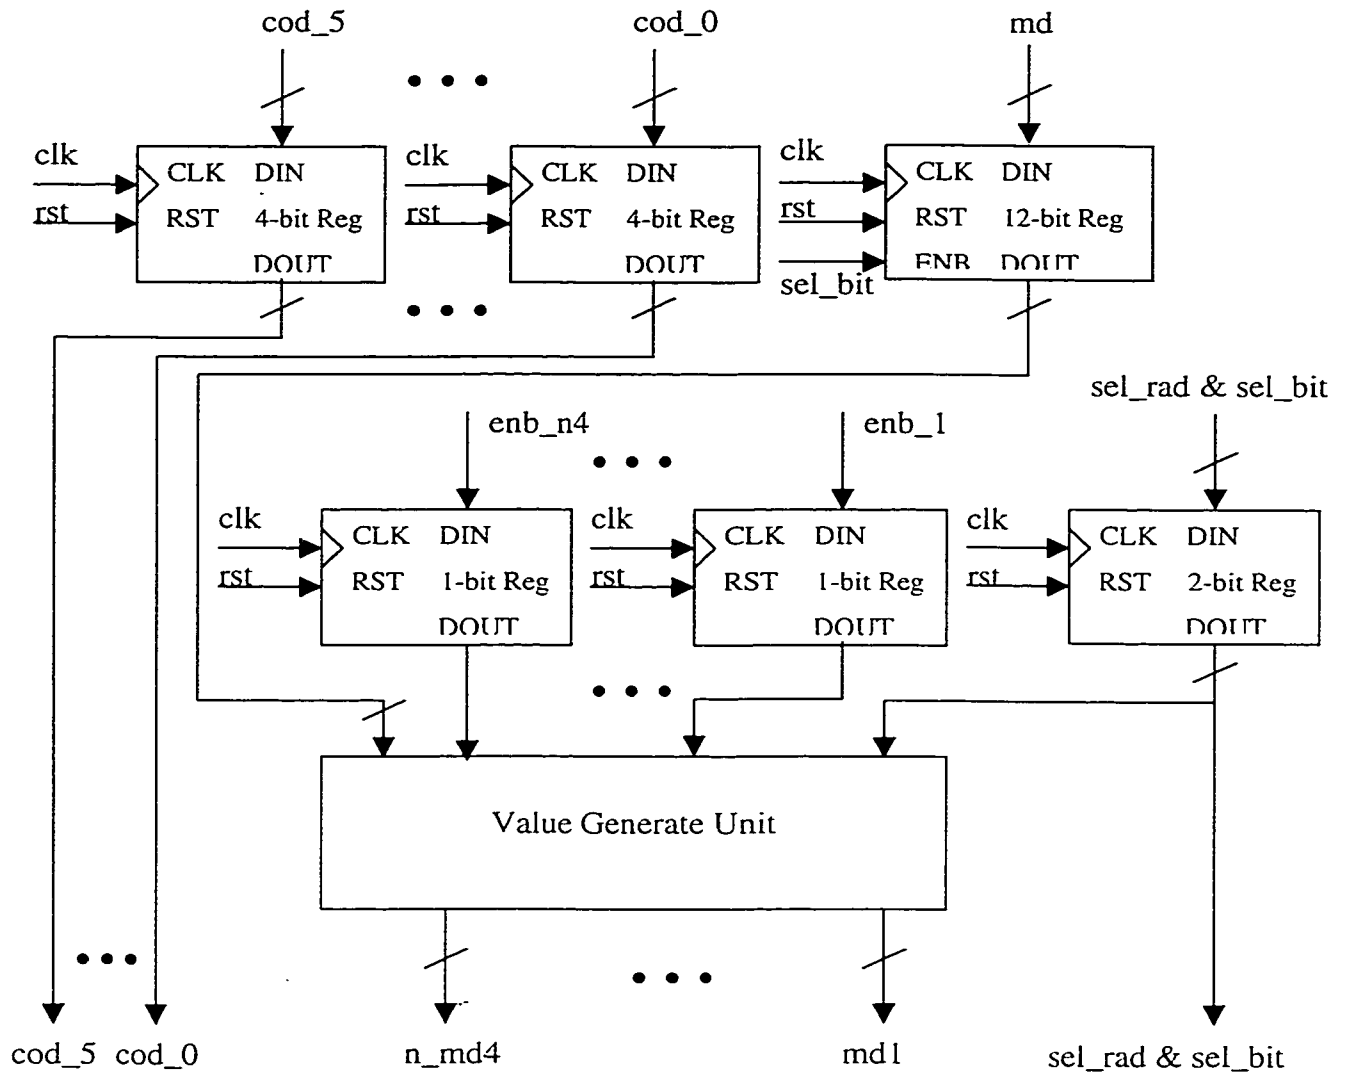 cod_5 cod_0 md
clk CLK DIN clk CLK DIN clk CLK DIN
rst RST 4-bit Reg rst RST 4-bit Reg rst RST 12-bit Reg
DOUT DOUT ENB DOUT
sel_bit
sel_rad & sel_bit
enb_n4 enb_1
clk CLK DIN clk CLK DIN clk CLK DIN
rst RST 1-bit Reg rst RST 1-bit Reg rst RST 2-bit Reg
DOUT DOUT DOUT
Value Generate Unit
cod_5 cod_0 n_md4 md1 sel_rad & sel_bit